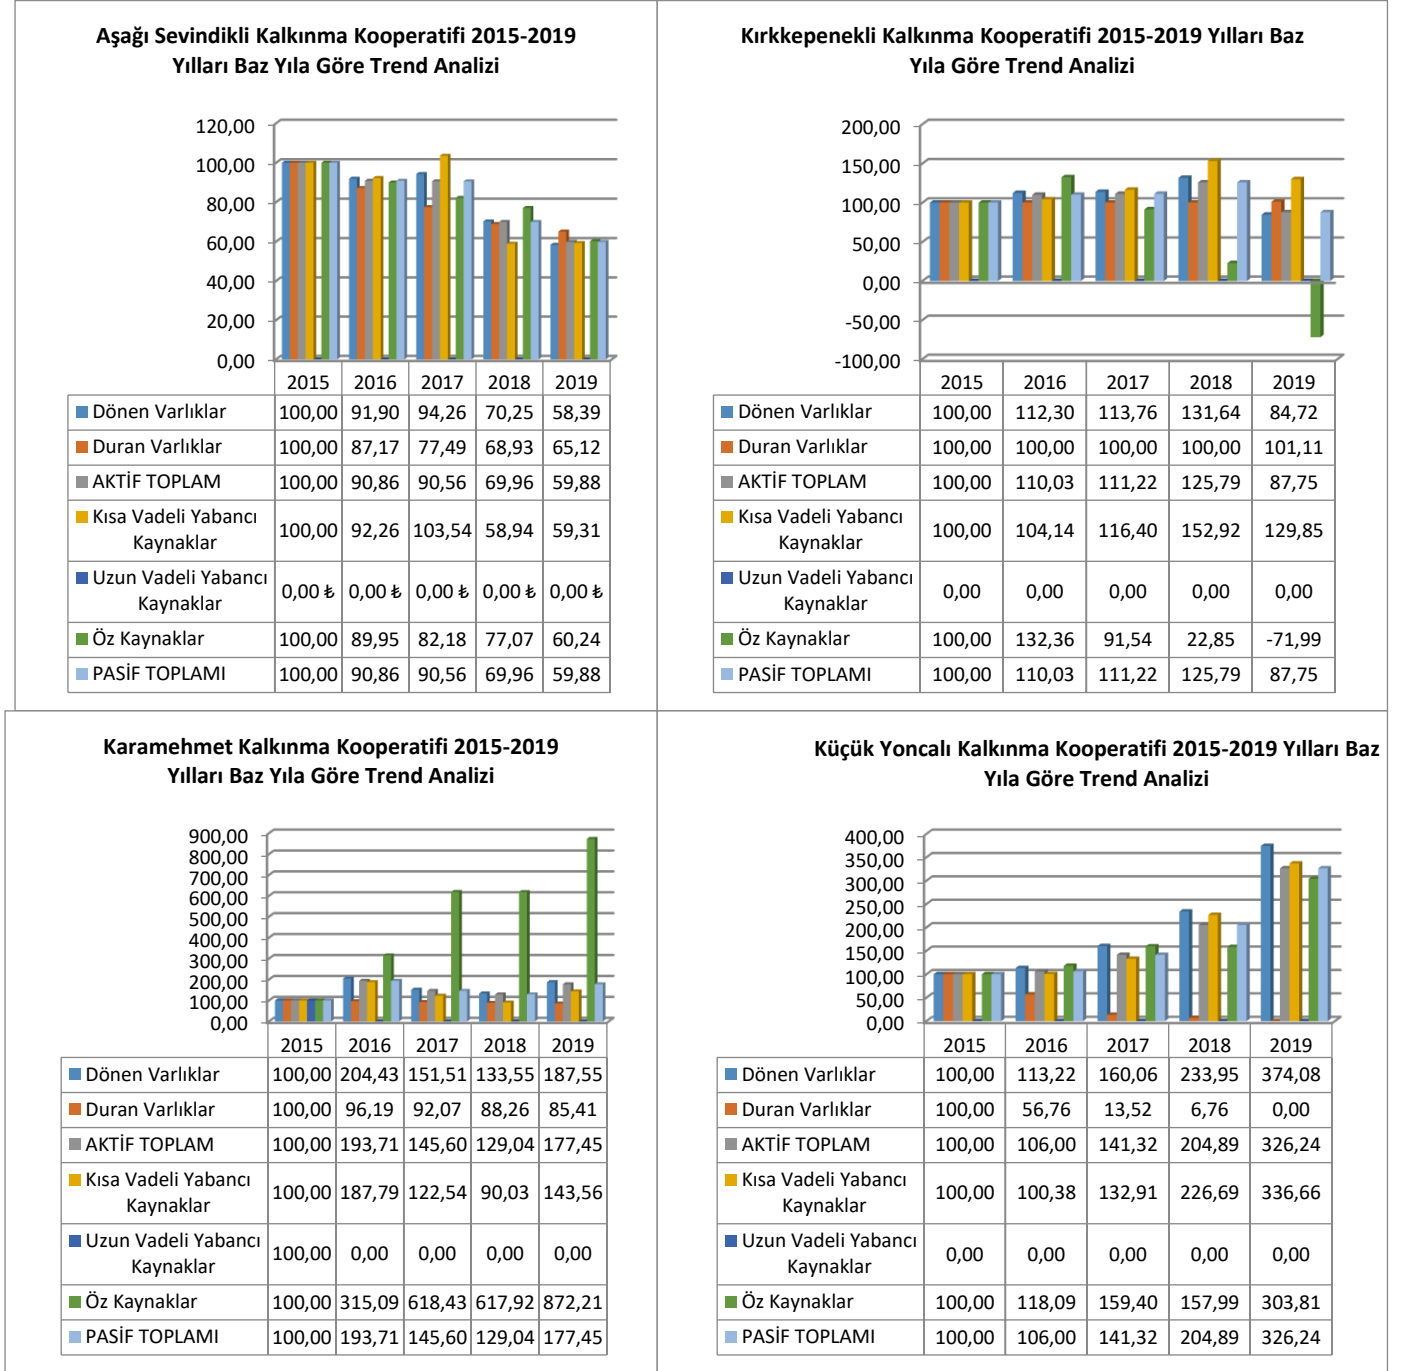 Aşağı Sevindikli Kalkınma Kooperatifi 2015-2019
Yılları Baz Yıla Göre Trend Analizi
120,00
100,00
80,00
60,00
40,00
20,00
0,00
2015 2016 2017 2018 2019
Dönen Varlıklar 100,00 91,90 94,26 70,25 58,39
Duran Varlıklar 100,00 87,17 77,49 68,93 65,12
AKTİF TOPLAM 100,00 90,86 90,56 69,96 59,88
Kısa Vadeli Yabancı
Kaynaklar 100,00 92,26 103,54 58,94 59,31
Uzun Vadeli Yabancı
Kaynaklar 0,00 ₺ 0,00 ₺ 0,00 ₺ 0,00 ₺ 0,00 ₺
Öz Kaynaklar 100,00 89,95 82,18 77,07 60,24
PASİF TOPLAMI 100,00 90,86 90,56 69,96 59,88
Kırkkepenekli Kalkınma Kooperatifi 2015-2019 Yılları Baz
Yıla Göre Trend Analizi
200,00
150,00
100,00
50,00
0,00
-50,00
-100,00
2015 2016 2017 2018 2019
Dönen Varlıklar 100,00 112,30 113,76 131,64 84,72
Duran Varlıklar 100,00 100,00 100,00 100,00 101,11
AKTİF TOPLAM 100,00 110,03 111,22 125,79 87,75
Kısa Vadeli Yabancı
Kaynaklar 100,00 104,14 116,40 152,92 129,85
Uzun Vadeli Yabancı
Kaynaklar 0,00 0,00 0,00 0,00 0,00
Öz Kaynaklar 100,00 132,36 91,54 22,85 -71,99
PASİF TOPLAMI 100,00 110,03 111,22 125,79 87,75
Karamehmet Kalkınma Kooperatifi 2015-2019
Yılları Baz Yıla Göre Trend Analizi
900,00
800,00
700,00
600,00
500,00
400,00
300,00
200,00
100,00
0,00
2015 2016 2017 2018 2019
Dönen Varlıklar 100,00 204,43 151,51 133,55 187,55
Duran Varlıklar 100,00 96,19 92,07 88,26 85,41
AKTİF TOPLAM 100,00 193,71 145,60 129,04 177,45
Kısa Vadeli Yabancı
Kaynaklar 100,00 187,79 122,54 90,03 143,56
Uzun Vadeli Yabancı
Kaynaklar 100,00 0,00 0,00 0,00 0,00
Öz Kaynaklar 100,00 315,09 618,43 617,92 872,21
PASİF TOPLAMI 100,00 193,71 145,60 129,04 177,45
Küçük Yoncalı Kalkınma Kooperatifi 2015-2019 Yılları Baz
Yıla Göre Trend Analizi
400,00
350,00
300,00
250,00
200,00
150,00
100,00
50,00
0,00
2015 2016 2017 2018 2019
Dönen Varlıklar 100,00 113,22 160,06 233,95 374,08
Duran Varlıklar 100,00 56,76 13,52 6,76 0,00
AKTİF TOPLAM 100,00 106,00 141,32 204,89 326,24
Kısa Vadeli Yabancı
Kaynaklar 100,00 100,38 132,91 226,69 336,66
Uzun Vadeli Yabancı
Kaynaklar 0,00 0,00 0,00 0,00 0,00
Öz Kaynaklar 100,00 118,09 159,40 157,99 303,81
PASİF TOPLAMI 100,00 106,00 141,32 204,89 326,24